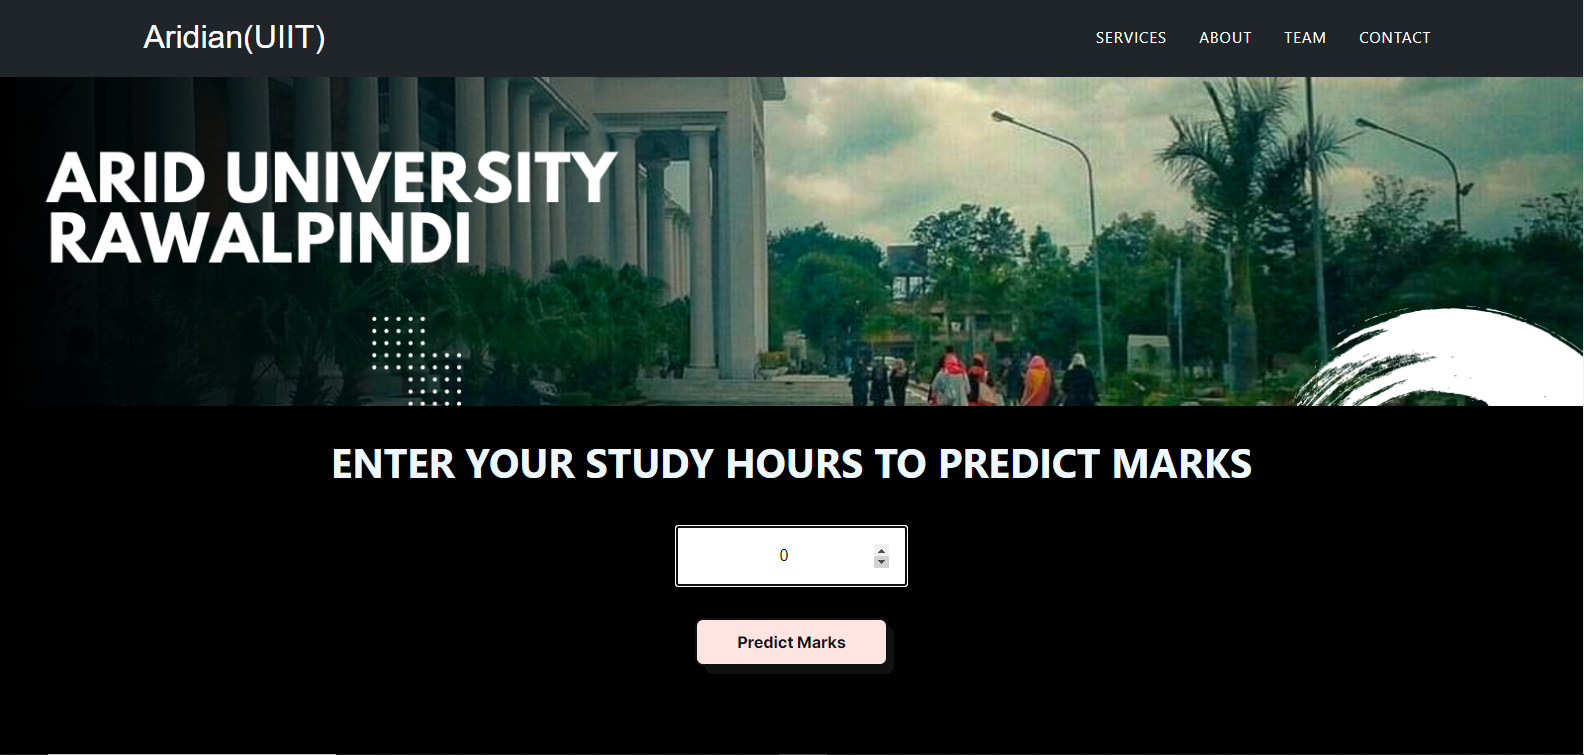 Aridian(UIIT)
SERVICES ABOUT TEAM CONTACT
ARID UNIVERSITY
RAWALPINDI
ENTER YOUR STUDY HOURS TO PREDICT MARKS
0
Predict Marks